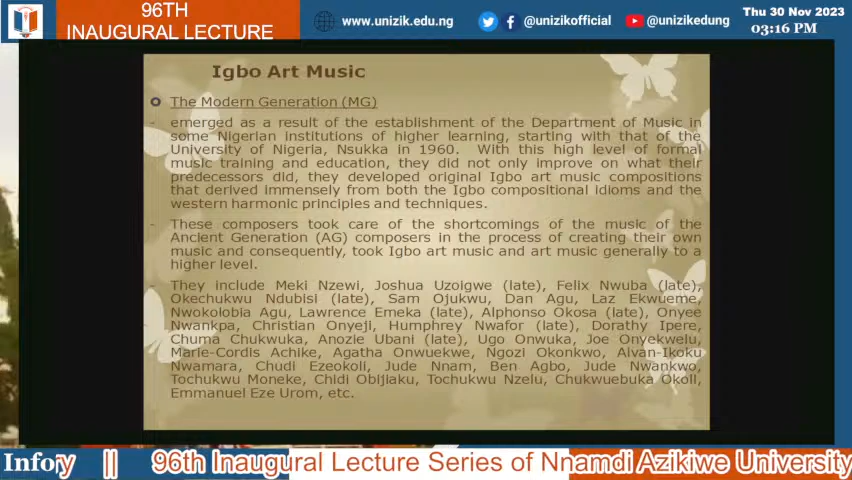 96TH
INAUGURAL LECTURE
www.unizik.edu.ng
@unizikofficial
@unizikedung
Thu 30 Nov 2023
03:16 PM
Igbo Art Music
The Modern Generation (MG)
- emerged as a result of the establishment of the Department of Music in
some Nigerian institutions of higher learning, starting with that of the
University of Nigeria, Nsukka in 1960. With this high level of formal
music training and education, they did not only improve on what their
predecessors did, they developed original Igbo art music compositions
that derived immensely from both the Igbo compositional idioms and the
western harmonic principles and techniques.
- These composers took care of the shortcomings of the music of the
Ancient Generation (AG) composers in the process of creating their own
music and consequently, took Igbo art music and art music generally to a
higher level.
- They include Meki Nzewi, Joshua Uzoigwe (late), Felix Nwuba (late),
Okechukwu Ndubisi (late), Sam Ojukwu, Dan Agu, Laz Ekwueme,
Nwokolobia Agu, Lawrence Emeka (late), Alphonso Okosa (late), Onyee
Nwankpa, Christian Onyeji, Humphrey Nwafor (late), Dorathy Ipere,
Chuma Chukwuka, Anozie Ubani (late), Ugo Onwuka, Joe Onyekwelu,
Marie-Cordis Achike, Agatha Onwuekwe, Ngozi Okonkwo, Alvan-Ikoku
Nwamara, Chudi Ezeokoli, Jude Nnam, Ben Agbo, Jude Nwankwo,
Tochukwu Moneke, Chidi Obijiaku, Tochukwu Nzelu, Chukwuebuka Okoli,
Emmanuel Eze Urom, etc.
Info y || 96th Inaugural Lecture Series of Nnamdi Azikiwe University